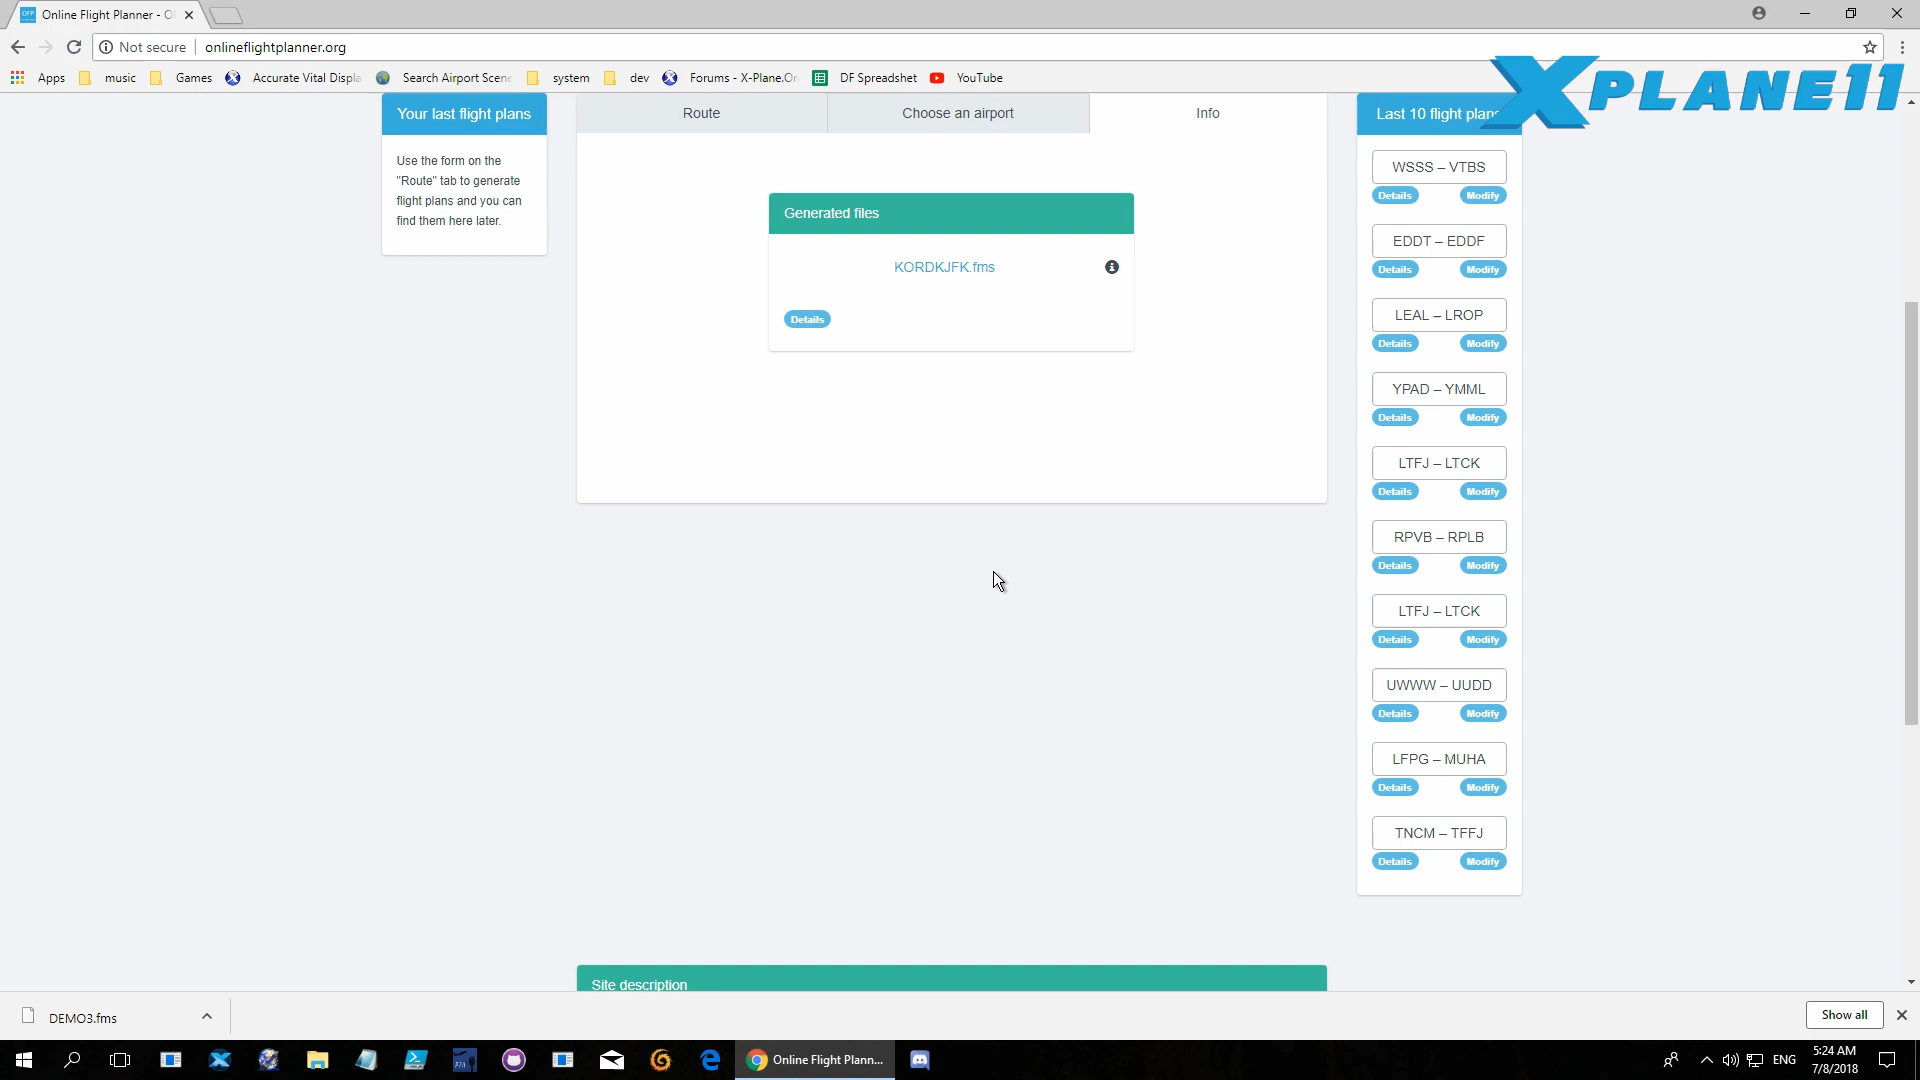 Online Flight Planner - O
Not secure
onlineflightplanner.org
Apps
music
Games
Accurate Vital Displa
Search Airport Scene
system
dev
Forums - X-Plane.Or
DF Spreadshet
YouTube
XPLANE11
Your last flight plans
Use the form on the
"Route" tab to generate
flight plans and you can
find them here later.
Route
Choose an airport
Info
Generated files
KORDKJFK.fms
Details
Last 10 flight plans
WSSS – VTBS
Details Modify
EDDT – EDDF
Details Modify
LEAL – LROP
Details Modify
YPAD – YMML
Details Modify
LTFJ – LTCK
Details Modify
RPVB – RPLB
Details Modify
LTFJ – LTCK
Details Modify
UWWW – UUDD
Details Modify
LFPG – MUHA
Details Modify
TNCM – TFFJ
Details Modify
Site description
DEMO3.fms
Show all
Online Flight Plann...
ENG
5:24 AM
7/8/2018